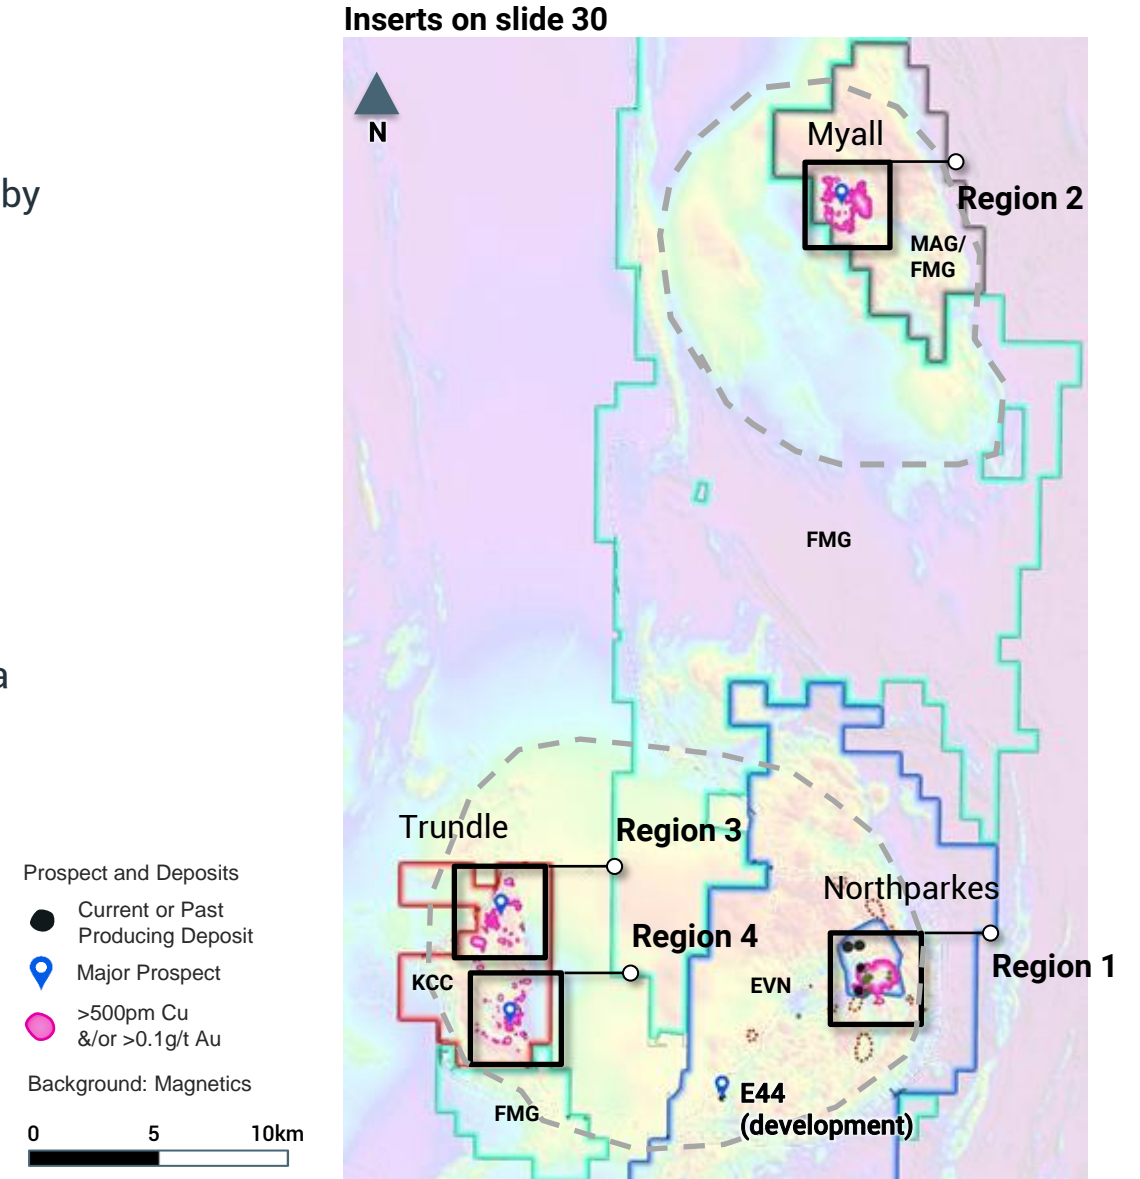 Inserts on slide 30
N
by
Myall
Region 2
MAG/
FMG
FMG
a
Trundle
Region 3
Northparkes
Region 4
Region 1
KCC
EVN
E44
(development)
FMG
Prospect and Deposits
Current or Past
Producing Deposit
Major Prospect
>500pm Cu
&/or >0.1g/t Au
Background: Magnetics
0 5 10km